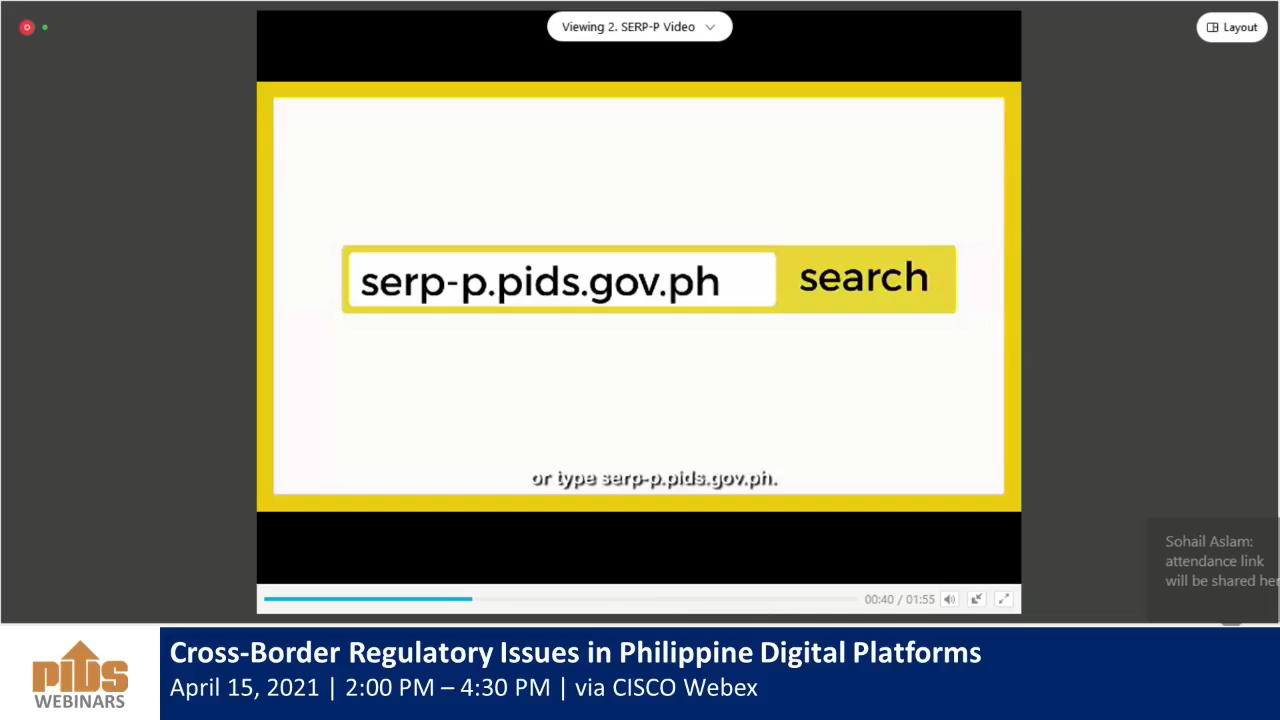 Viewing 2. SERP-P Video
Layout
serp-p.pids.gov.ph
search
or type serp-p.pids.gov.ph.
Sohail Aslam:
attendance link
will be shared her
00:40 / 01:55
PIDS
WEBINARS
Cross-Border Regulatory Issues in Philippine Digital Platforms
April 15, 2021 | 2:00 PM – 4:30 PM | via CISCO Webex